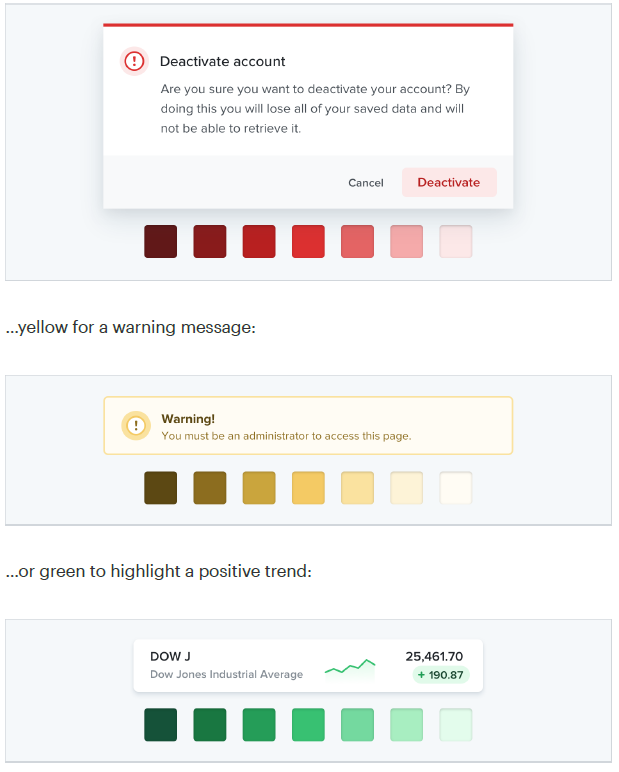 Deactivate account
Are you sure you want to deactivate your account? By
doing this you will lose all of your saved data and will
not be able to retrieve it.
Cancel Deactivate
...yellow for a warning message:
Warning!
You must be an administrator to access this page.
...or green to highlight a positive trend:
DOW J 25,461.70
Dow Jones Industrial Average + 190.87